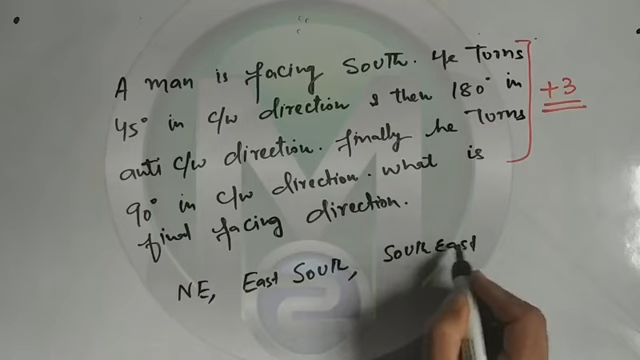 A man is facing South. He Turns
45° in c/w direction & then 180° in
anti c/w direction. Finally he Turns
90° in c/w direction. what is
final facing direction.
+3
NE, East South, South East